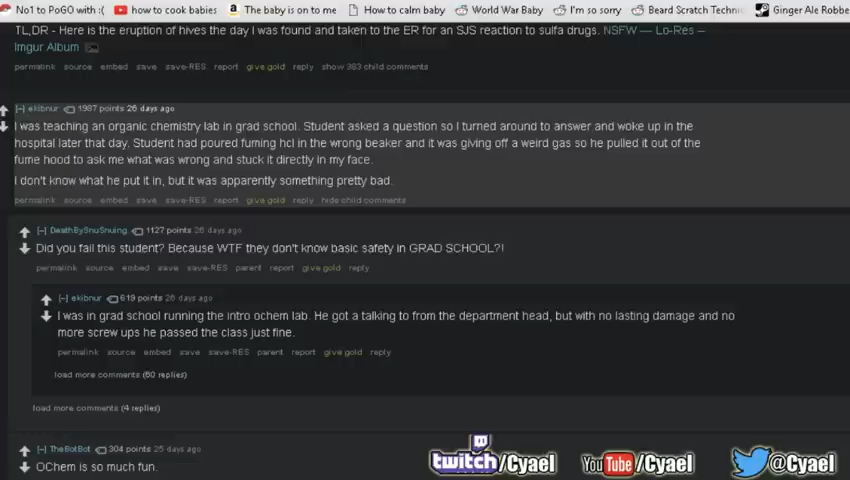 No1 to PoGO with :(
how to cook babies
The baby is on to me
How to calm baby
World War Baby
I'm so sorry
Beard Scratch Technic
Ginger Ale Robbe
TL,DR - Here is the eruption of hives the day I was found and taken to the ER for an SJS reaction to sulfa drugs. NSFW — Lo-Res –
Imgur Album
permalink source embed save save-RES report give gold reply show 383 child comments
[–] ekibnur 1987 points 26 days ago
I was teaching an organic chemistry lab in grad school. Student asked a question so I turned around to answer and woke up in the
hospital later that day. Student had poured fuming hcl in the wrong beaker and it was giving off a weird gas so he pulled it out of the
fume hood to ask me what was wrong and stuck it directly in my face.
I don't know what he put it in, but it was apparently something pretty bad.
permalink source embed save save-RES report give gold reply hide child comments
[–] DeathBySnuSnuing 1127 points 26 days ago
Did you fail this student? Because WTF they don't know basic safety in GRAD SCHOOL?!
permalink source embed save save-RES parent report give gold reply
[–] ekibnur 619 points 26 days ago
I was in grad school running the intro ochem lab. He got a talking to from the department head, but with no lasting damage and no
more screw ups he passed the class just fine.
permalink source embed save save-RES parent report give gold reply
load more comments (60 replies)
load more comments (4 replies)
[–] TheBotBot 304 points 25 days ago
OChem is so much fun.
twitch/Cyael
YouTube/Cyael
@Cyael